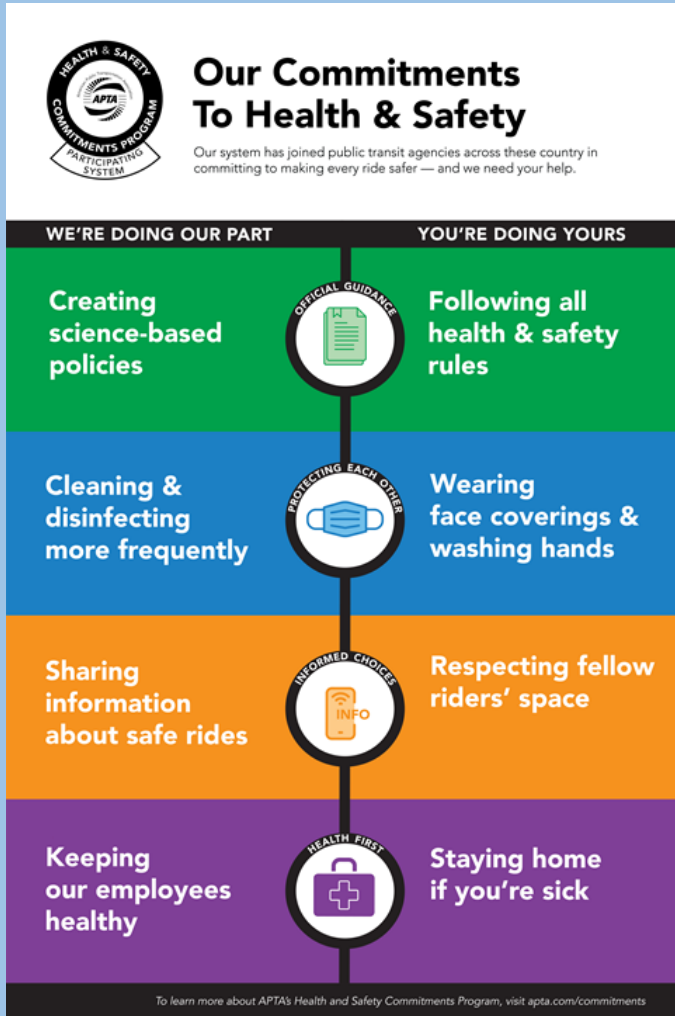 HEALTH & SAFETY
COMMITMENTS PROGRAM
APTA
PARTICIPATING
SYSTEM
Our Commitments
To Health & Safety
Our system has joined public transit agencies across these country in
committing to making every ride safer — and we need your help.
WE'RE DOING OUR PART
YOU'RE DOING YOURS
Creating
science-based
policies
OFFICIAL GUIDANCE
Following all
health & safety
rules
Cleaning &
disinfecting
more frequently
PROTECTING EACH OTHER
Wearing
face coverings &
washing hands
Sharing
information
about safe rides
INFORMED CHOICES
INFO
Respecting fellow
riders' space
Keeping
our employees
healthy
HEALTH FIRST
Staying home
if you're sick
To learn more about APTA's Health and Safety Commitments Program, visit apta.com/commitments